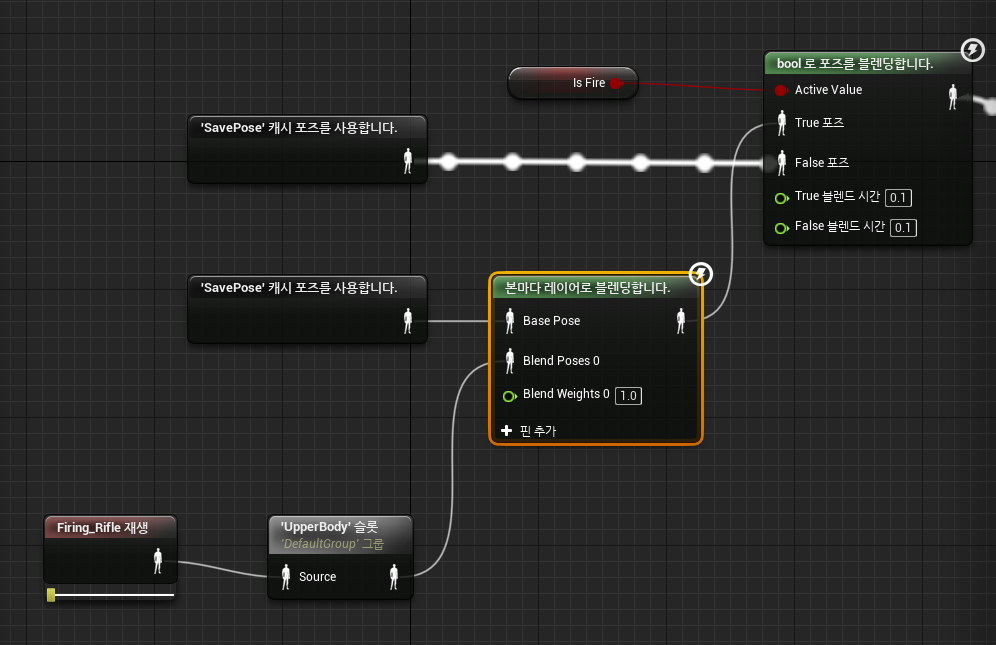 bool 로 포즈를 블렌딩합니다.
Is Fire
Active Value
True 포즈
False 포즈
True 블렌드 시간 0.1
False 블렌드 시간 0.1
'SavePose' 캐시 포즈를 사용합니다.
'SavePose' 캐시 포즈를 사용합니다.
본마다 레이어로 블렌딩합니다.
Base Pose
Blend Poses 0
Blend Weights 0 1.0
핀 추가
Firing_Rifle 재생
'UpperBody' 슬롯
'DefaultGroup' 그룹
Source